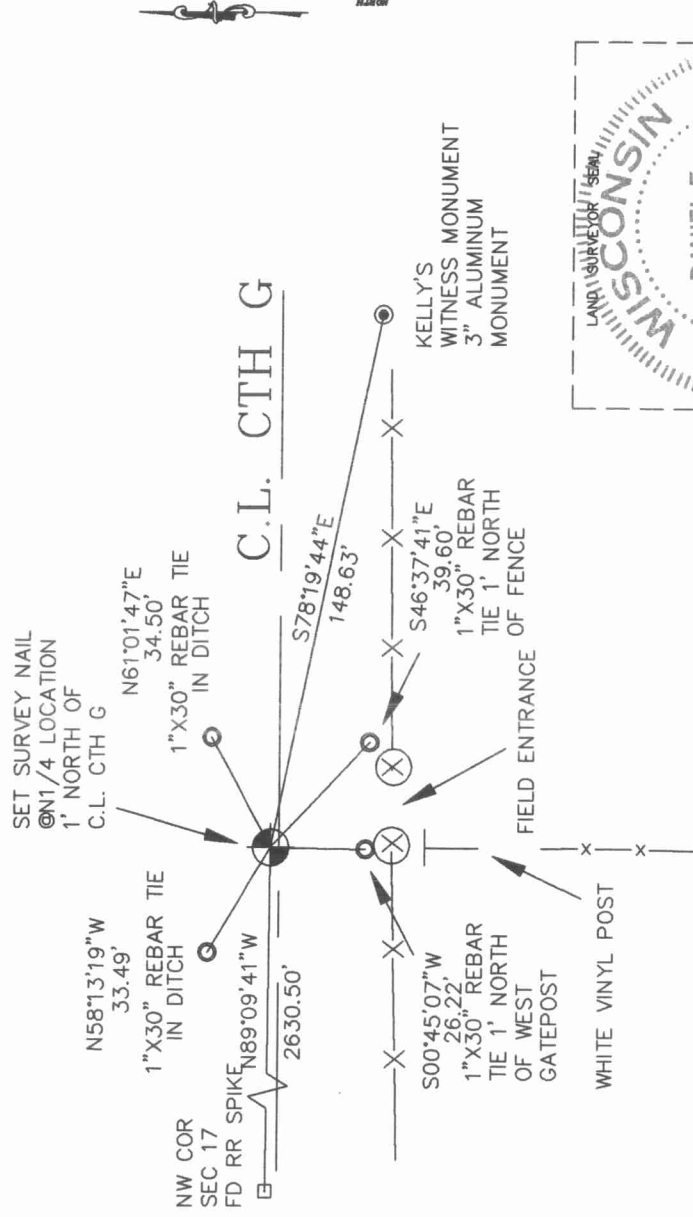 SET SURVEY NAIL
@N1/4 LOCATION
1' NORTH OF
C.L. CTH G
N58°13'19"W
33.49'
1"X30" REBAR TIE
IN DITCH
N61°01'47"E
34.50'
1"X30" REBAR TIE
IN DITCH
C.L. CTH G
NW COR
SEC 17
FD RR SPIKE
N89°09'41"W
2630.50'
S78°19'44"E
148.63'
KELLY'S
WITNESS MONUMENT
3" ALUMINUM
MONUMENT
S46°37'41"E
39.60'
1"X30" REBAR
TIE 1' NORTH
OF FENCE
FIELD ENTRANCE
S00°45'07"W
26.22'
1"X30" REBAR
TIE 1' NORTH
OF WEST
GATEPOST
WHITE VINYL POST
NORTH
LAND SURVEYOR SEAL
WISCONSIN